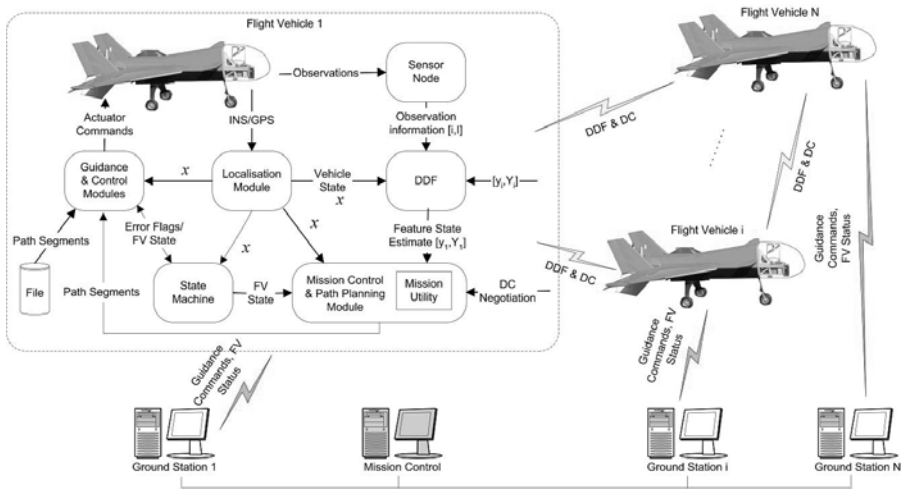 Flight Vehicle 1
Flight Vehicle N
Observations
Sensor
Node
Actuator
Commands
INS/GPS
Observation
information [i,I]
DDF & DC
Guidance
& Control
Modules
x
Localisation
Module
Vehicle
State
x
DDF
[yᵢ,Yᵢ]
DDF & DC
Path Segments
Error Flags/
FV State
x
x
Feature State
Estimate [y₁,Y₁]
Flight Vehicle i
DDF & DC
File
Path Segments
State
Machine
FV
State
Mission Control
& Path Planning
Module
Mission
Utility
DC
Negotiation
Guidance
Commands,
FV Status
Guidance
Commands, FV
Status
Guidance
Commands, FV
Status
Ground Station 1
Mission Control
Ground Station i
Ground Station N